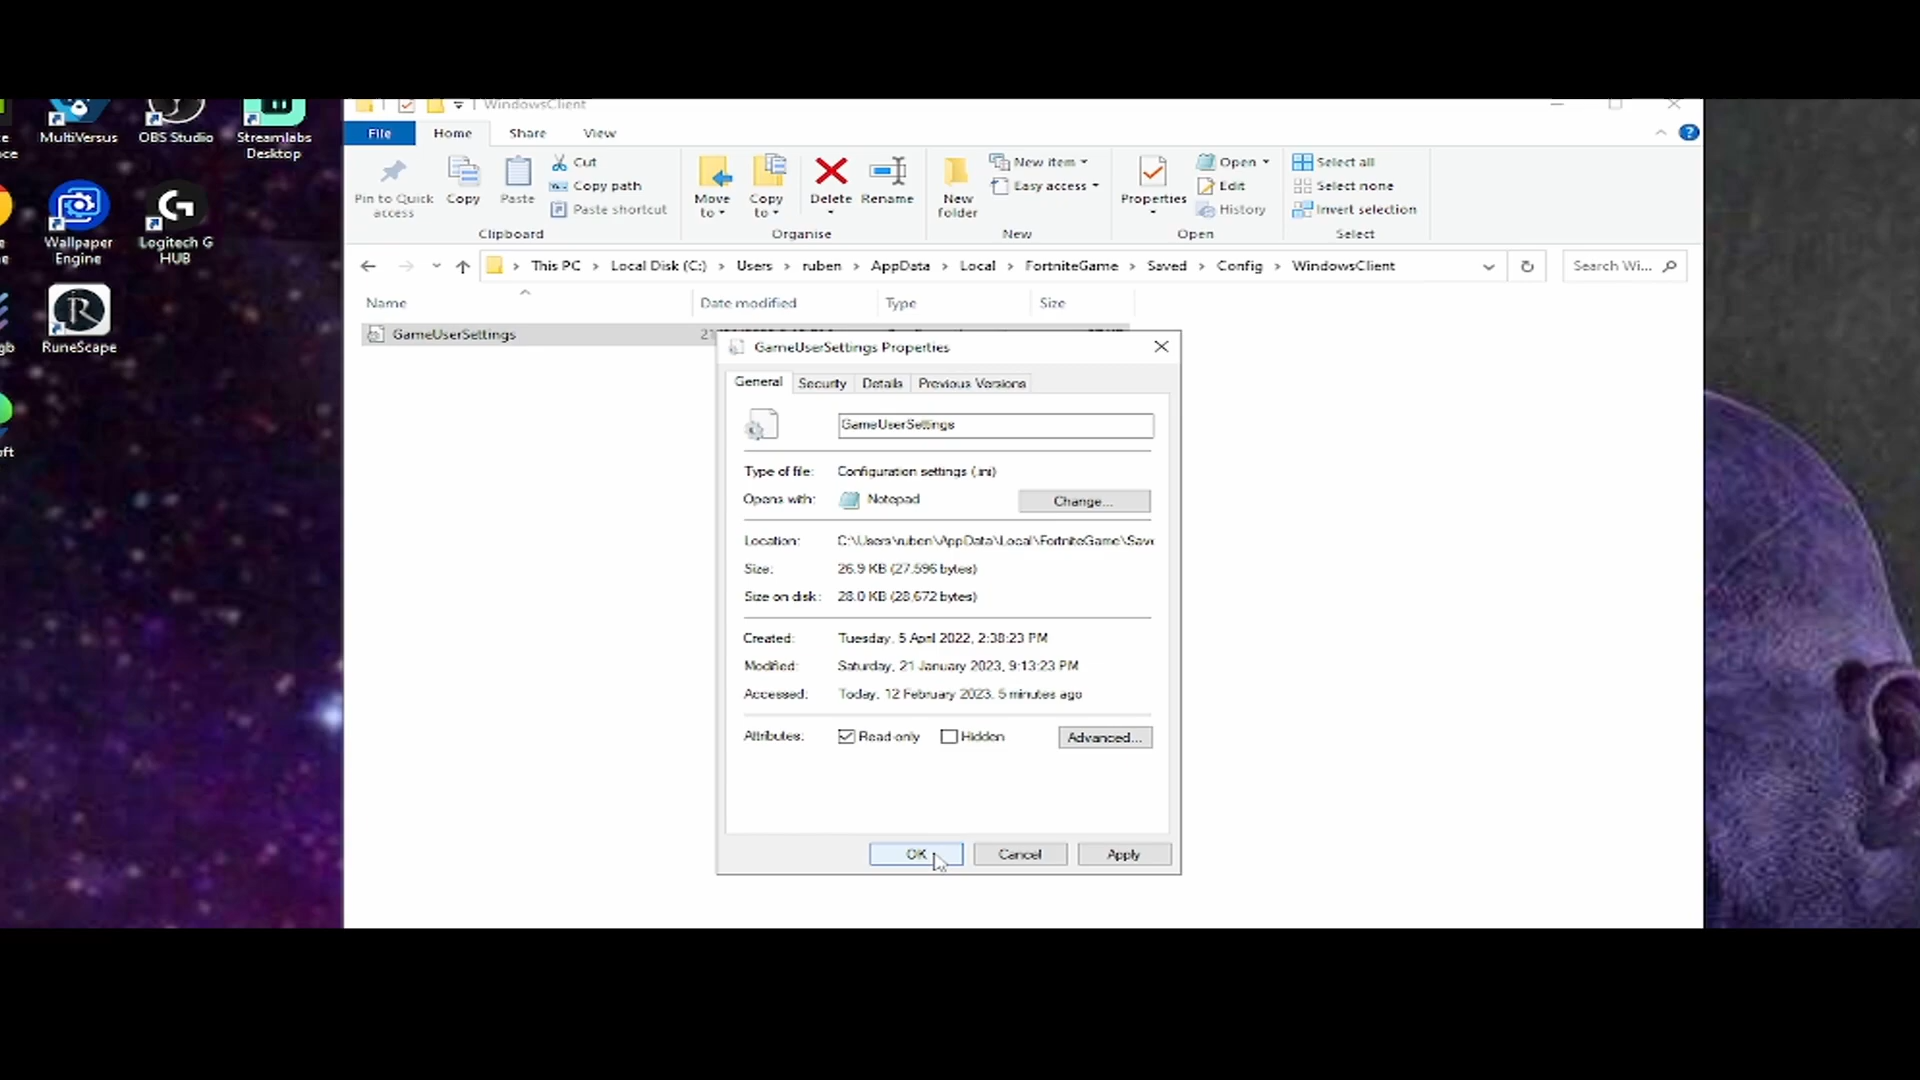 WindowsClient
File Home Share View
Pin to Quick access
Copy
Paste
Cut
Copy path
Paste shortcut
Clipboard
Move to
Copy to
Delete
Rename
Organise
New folder
New item
Easy access
New
Properties
Open
Edit
History
Open
Select all
Select none
Invert selection
Select
This PC > Local Disk (C:) > Users > ruben > AppData > Local > FortniteGame > Saved > Config > WindowsClient
Search Wi...
Name Date modified Type Size
GameUserSettings 21
GameUserSettings Properties
General Security Details Previous Versions
GameUserSettings
Type of file: Configuration settings (.ini)
Opens with: Notepad Change...
Location: C:\Users\ruben\AppData\Local\FortniteGame\Save
Size: 26.9 KB (27,596 bytes)
Size on disk: 28.0 KB (28,672 bytes)
Created: Tuesday, 5 April 2022, 2:38:23 PM
Modified: Saturday, 21 January 2023, 9:13:23 PM
Accessed: Today, 12 February 2023, 5 minutes ago
Attributes: Read-only Hidden Advanced...
OK Cancel Apply
MultiVersus
OBS Studio
Streamlabs Desktop
Wallpaper Engine
Logitech G HUB
RuneScape